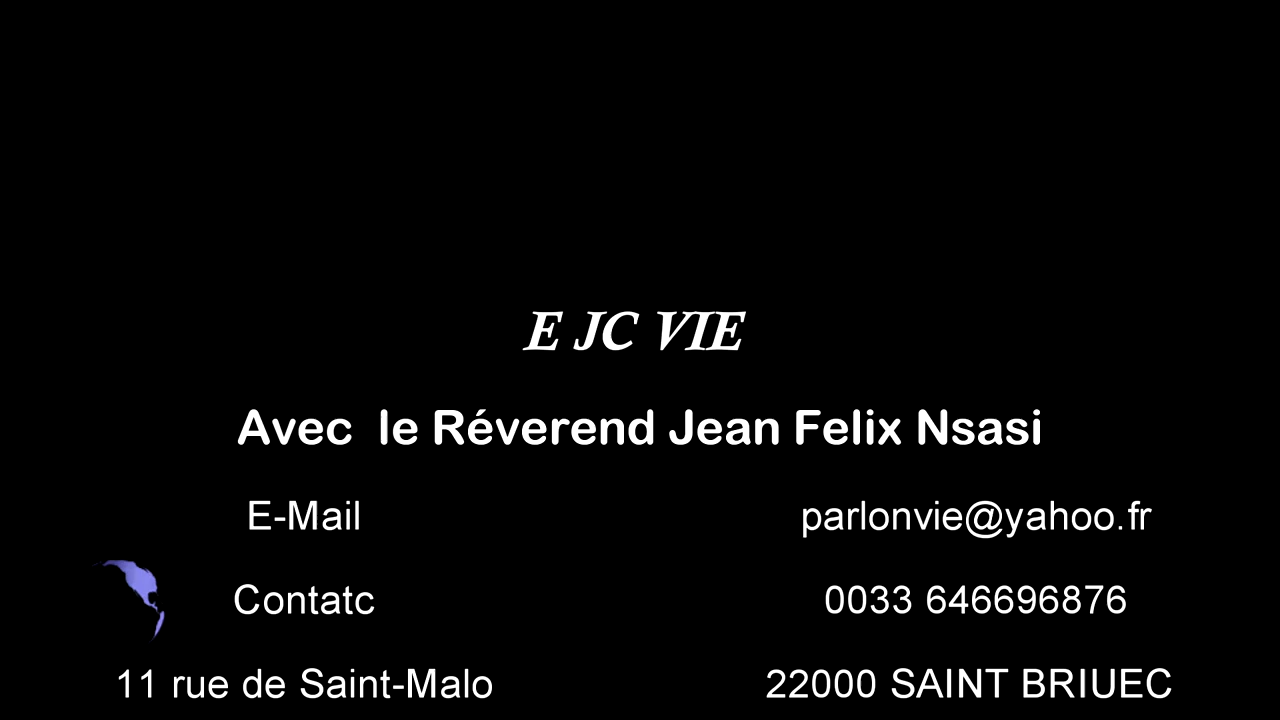 E JC VIE
Avec le Réverend Jean Felix Nsasi
E-Mail parlonvie@yahoo.fr
Contatc 0033 646696876
11 rue de Saint-Malo 22000 SAINT BRIUEC